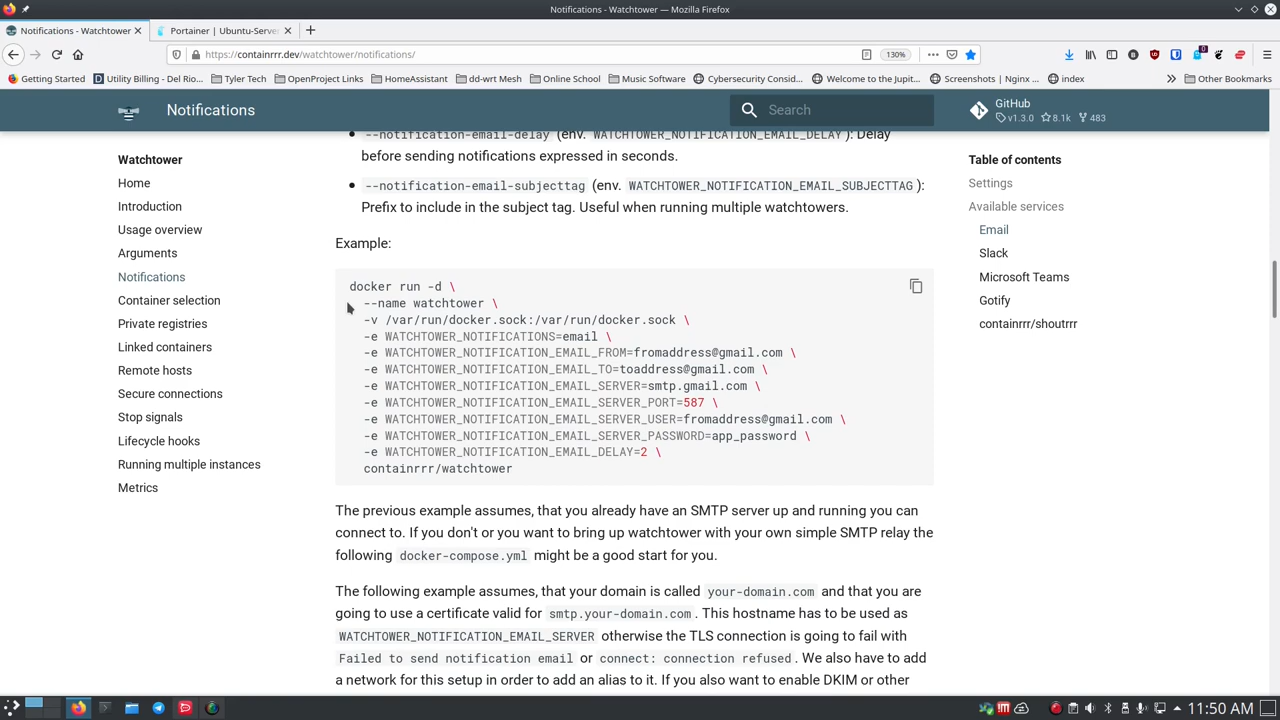 Notifications - Watchtower — Mozilla Firefox
Notifications - Watchtower
Portainer | Ubuntu-Serve
https://containrrr.dev/watchtower/notifications/
130%
Getting Started
Utility Billing - Del Rio...
Tyler Tech
OpenProject Links
HomeAssistant
dd-wrt Mesh
Online School
Music Software
Cybersecurity Consid...
Welcome to the Jupit...
Screenshots | Nginx ...
index
Other Bookmarks
Notifications
Search
GitHub
v1.3.0 8.1k 483
Watchtower
Home
Introduction
Usage overview
Arguments
Notifications
Container selection
Private registries
Linked containers
Remote hosts
Secure connections
Stop signals
Lifecycle hooks
Running multiple instances
Metrics
--notification-email-delay (env. WATCHTOWER_NOTIFICATION_EMAIL_DELAY): Delay
before sending notifications expressed in seconds.
--notification-email-subjecttag (env. WATCHTOWER_NOTIFICATION_EMAIL_SUBJECTTAG):
Prefix to include in the subject tag. Useful when running multiple watchtowers.
Example:
docker run -d \
--name watchtower \
-v /var/run/docker.sock:/var/run/docker.sock \
-e WATCHTOWER_NOTIFICATIONS=email \
-e WATCHTOWER_NOTIFICATION_EMAIL_FROM=fromaddress@gmail.com \
-e WATCHTOWER_NOTIFICATION_EMAIL_TO=toaddress@gmail.com \
-e WATCHTOWER_NOTIFICATION_EMAIL_SERVER=smtp.gmail.com \
-e WATCHTOWER_NOTIFICATION_EMAIL_SERVER_PORT=587 \
-e WATCHTOWER_NOTIFICATION_EMAIL_SERVER_USER=fromaddress@gmail.com \
-e WATCHTOWER_NOTIFICATION_EMAIL_SERVER_PASSWORD=app_password \
-e WATCHTOWER_NOTIFICATION_EMAIL_DELAY=2 \
containrrr/watchtower
The previous example assumes, that you already have an SMTP server up and running you can
connect to. If you don't or you want to bring up watchtower with your own simple SMTP relay the
following docker-compose.yml might be a good start for you.
The following example assumes, that your domain is called your-domain.com and that you are
going to use a certificate valid for smtp.your-domain.com. This hostname has to be used as
WATCHTOWER_NOTIFICATION_EMAIL_SERVER otherwise the TLS connection is going to fail with
Failed to send notification email or connect: connection refused. We also have to add
a network for this setup in order to add an alias to it. If you also want to enable DKIM or other
Table of contents
Settings
Available services
Email
Slack
Microsoft Teams
Gotify
containrrr/shoutrrr
11:50 AM